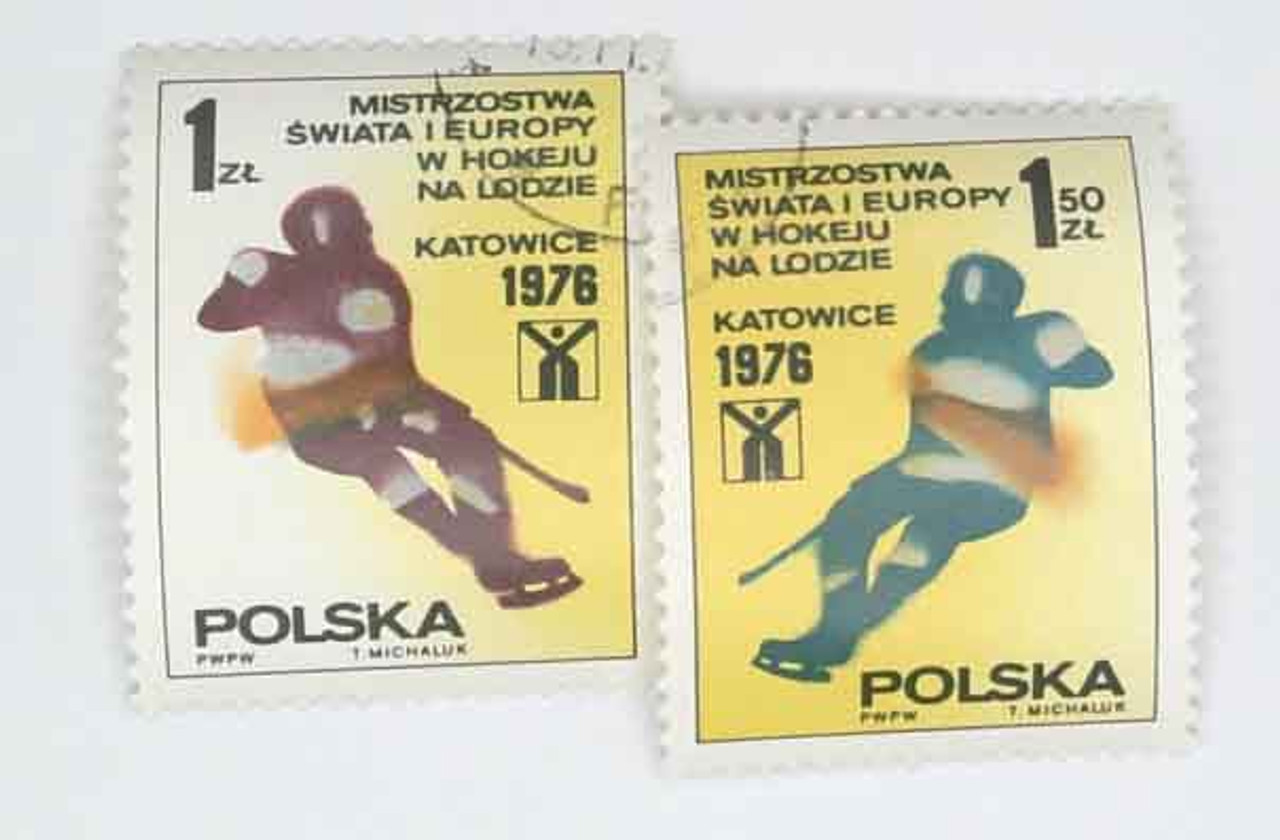 1 ZŁ
MISTRZOSTWA
ŚWIATA I EUROPY
W HOKEJU
NA LODZIE
KATOWICE
1976
POLSKA
PWPW T. MICHALUK
MISTRZOSTWA
ŚWIATA I EUROPY
W HOKEJU
NA LODZIE
1 50 ZŁ
KATOWICE
1976
POLSKA
PWPW T. MICHALUK